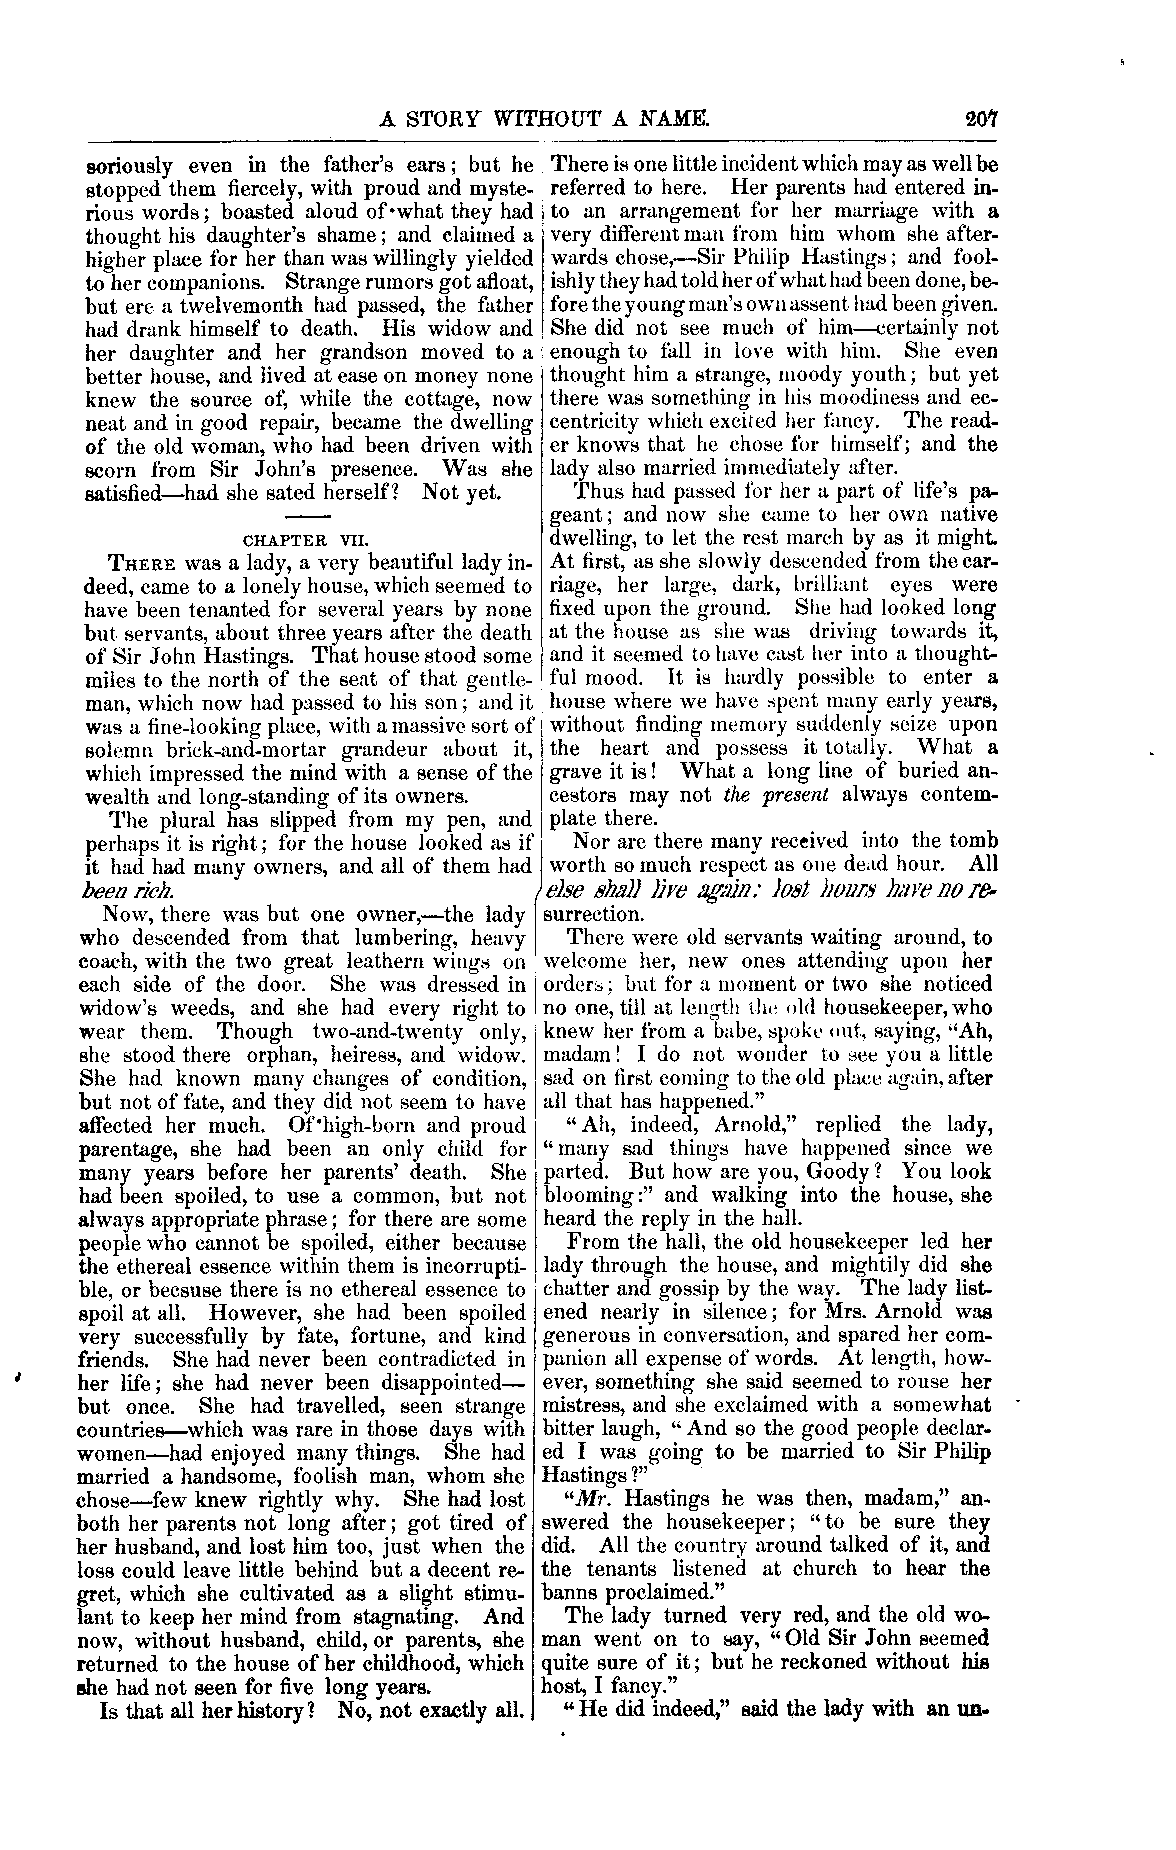 A STORY WITHOUT A NAME. 207
soriously even in the father's ears; but he
stopped them fiercely, with proud and myste-
rious words; boasted aloud of what they had
thought his daughter's shame; and claimed a
higher place for her than was willingly yielded
to her companions. Strange rumors got afloat,
but ere a twelvemonth had passed, the father
had drank himself to death. His widow and
her daughter and her grandson moved to a
better house, and lived at ease on money none
knew the source of, while the cottage, now
neat and in good repair, became the dwelling
of the old woman, who had been driven with
scorn from Sir John's presence. Was she
satisfied—had she sated herself? Not yet.
CHAPTER VII.
THERE was a lady, a very beautiful lady in-
deed, came to a lonely house, which seemed to
have been tenanted for several years by none
but servants, about three years after the death
of Sir John Hastings. That house stood some
miles to the north of the seat of that gentle-
man, which now had passed to his son; and it
was a fine-looking place, with a massive sort of
solemn brick-and-mortar grandeur about it,
which impressed the mind with a sense of the
wealth and long-standing of its owners.
The plural has slipped from my pen, and
perhaps it is right; for the house looked as if
it had had many owners, and all of them had
been rich.
Now, there was but one owner,—the lady
who descended from that lumbering, heavy
coach, with the two great leathern wings on
each side of the door. She was dressed in
widow's weeds, and she had every right to
wear them. Though two-and-twenty only,
she stood there orphan, heiress, and widow.
She had known many changes of condition,
but not of fate, and they did not seem to have
affected her much. Of high-born and proud
parentage, she had been an only child for
many years before her parents' death. She
had been spoiled, to use a common, but not
always appropriate phrase; for there are some
people who cannot be spoiled, either because
the ethereal essence within them is incorrupti-
ble, or becsuse there is no ethereal essence to
spoil at all. However, she had been spoiled
very successfully by fate, fortune, and kind
friends. She had never been contradicted in
her life; she had never been disappointed—
but once. She had travelled, seen strange
countries—which was rare in those days with
women—had enjoyed many things. She had
married a handsome, foolish man, whom she
chose—few knew rightly why. She had lost
both her parents not long after; got tired of
her husband, and lost him too, just when the
loss could leave little behind but a decent re-
gret, which she cultivated as a slight stimu-
lant to keep her mind from stagnating. And
now, without husband, child, or parents, she
returned to the house of her childhood, which
she had not seen for five long years.
Is that all her history? No, not exactly all.
There is one little incident which may as well be
referred to here. Her parents had entered in-
to an arrangement for her marriage with a
very different man from him whom she after-
wards chose,—Sir Philip Hastings; and fool-
ishly they had told her of what had been done, be-
fore the young man's own assent had been given.
She did not see much of him—certainly not
enough to fall in love with him. She even
thought him a strange, moody youth; but yet
there was something in his moodiness and ec-
centricity which excited her fancy. The read-
er knows that he chose for himself; and the
lady also married immediately after.
Thus had passed for her a part of life's pa-
geant; and now she came to her own native
dwelling, to let the rest march by as it might.
At first, as she slowly descended from the car-
riage, her large, dark, brilliant eyes were
fixed upon the ground. She had looked long
at the house as she was driving towards it,
and it seemed to have cast her into a thought-
ful mood. It is hardly possible to enter a
house where we have spent many early years,
without finding memory suddenly seize upon
the heart and possess it totally. What a
grave it is! What a long line of buried an-
cestors may not the present always contem-
plate there.
Nor are there many received into the tomb
worth so much respect as one dead hour. All
else shall live again: lost hours have no re-
surrection.
There were old servants waiting around, to
welcome her, new ones attending upon her
orders; but for a moment or two she noticed
no one, till at length the old housekeeper, who
knew her from a babe, spoke out, saying, "Ah,
madam! I do not wonder to see you a little
sad on first coming to the old place again, after
all that has happened."
"Ah, indeed, Arnold," replied the lady,
"many sad things have happened since we
parted. But how are you, Goody? You look
blooming:" and walking into the house, she
heard the reply in the hall.
From the hall, the old housekeeper led her
lady through the house, and mightily did she
chatter and gossip by the way. The lady list-
ened nearly in silence; for Mrs. Arnold was
generous in conversation, and spared her com-
panion all expense of words. At length, how-
ever, something she said seemed to rouse her
mistress, and she exclaimed with a somewhat
bitter laugh, "And so the good people declar-
ed I was going to be married to Sir Philip
Hastings?"
"Mr. Hastings he was then, madam," an-
swered the housekeeper; "to be sure they
did. All the country around talked of it, and
the tenants listened at church to hear the
banns proclaimed."
The lady turned very red, and the old wo-
man went on to say, "Old Sir John seemed
quite sure of it; but he reckoned without his
host, I fancy."
"He did indeed," said the lady with an un-